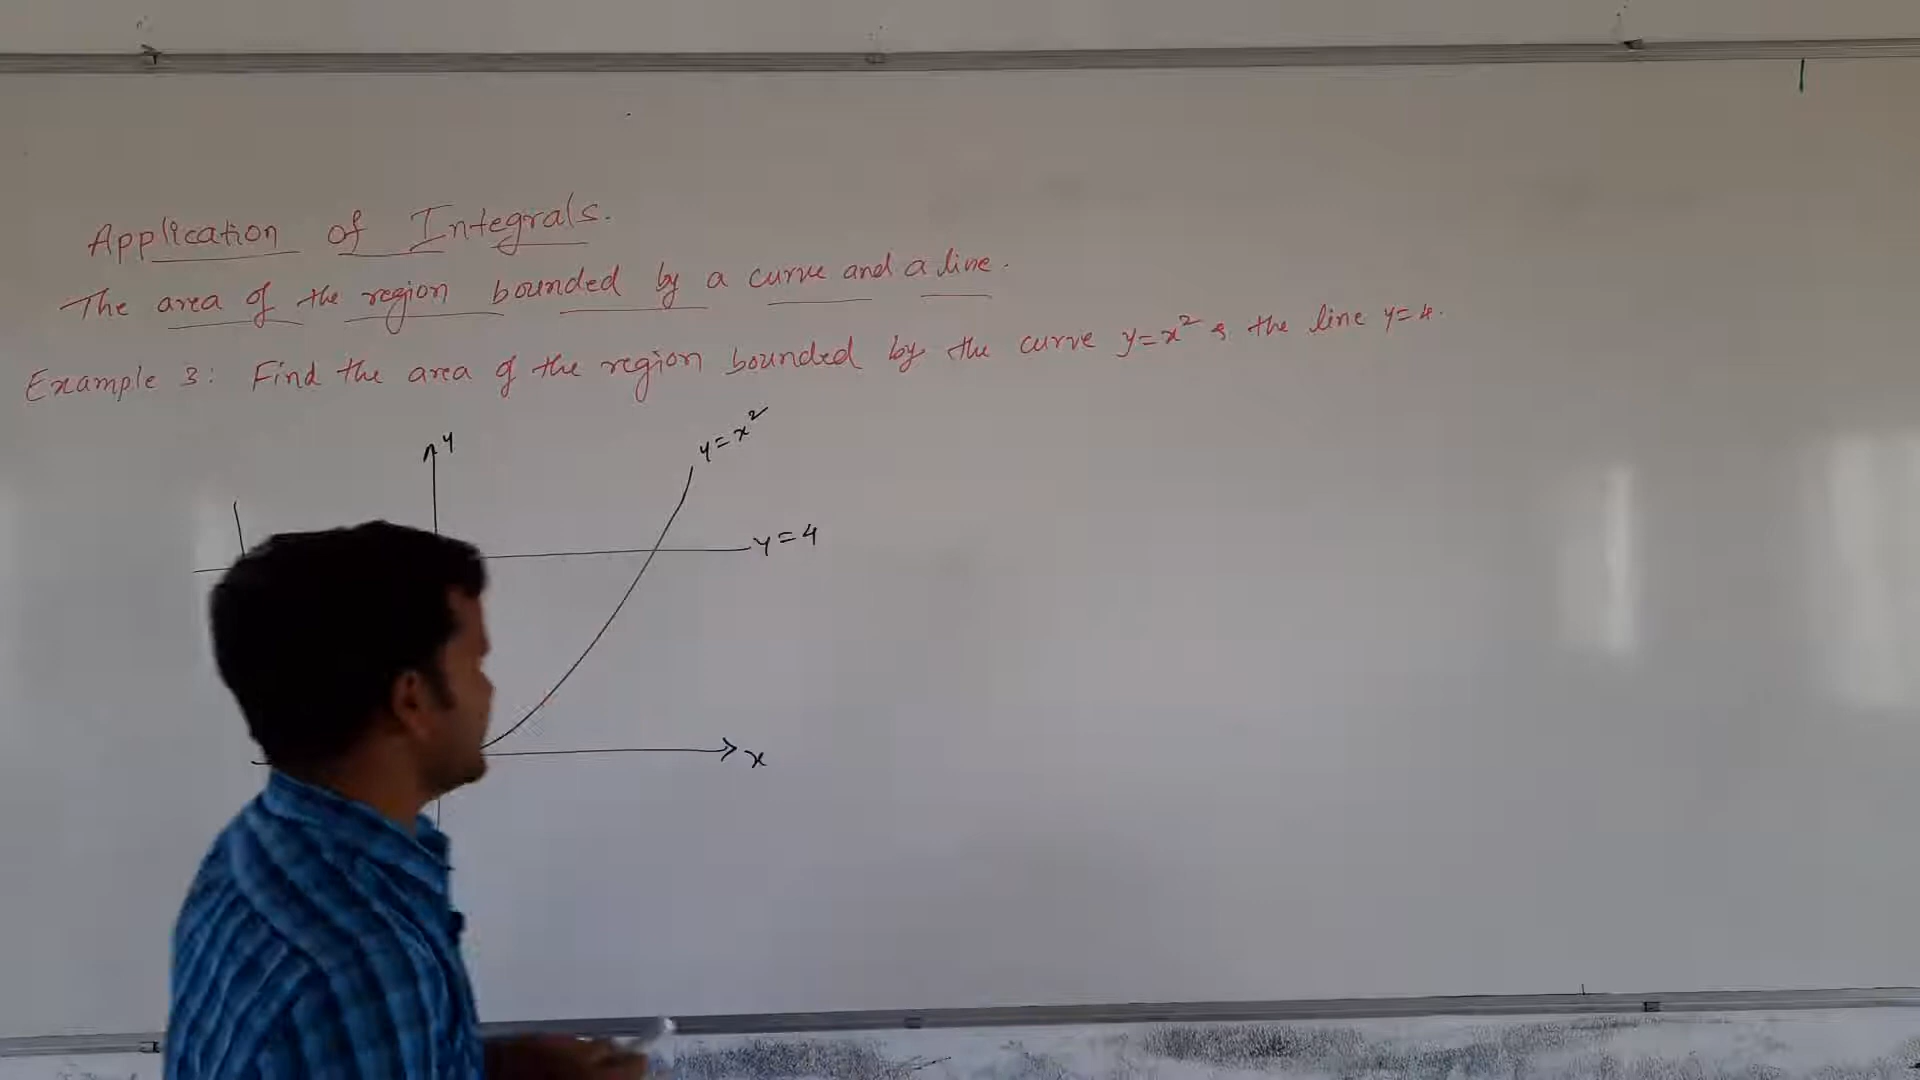 Application of Integrals.
The area of the region bounded by a curve and a line.
Example 3: Find the area of the region bounded by the curve y=x² & the line y=4.
y
y=x²
y=4
x